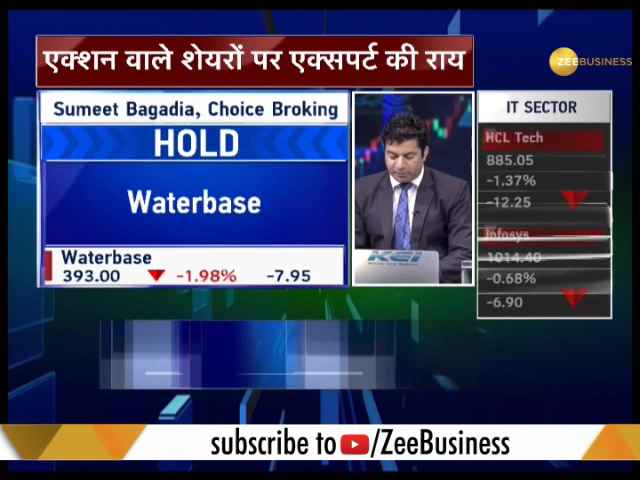 एक्शन वाले शेयरों पर एक्सपर्ट की राय
ZEEBUSINESS
Sumeet Bagadia, Choice Broking
HOLD
Waterbase
Waterbase
393.00 -1.98% -7.95
KEI
IT SECTOR
HCL Tech
885.05
-1.37%
-12.25
Infosys
1014.40
-0.68%
-6.90
subscribe to /ZeeBusiness